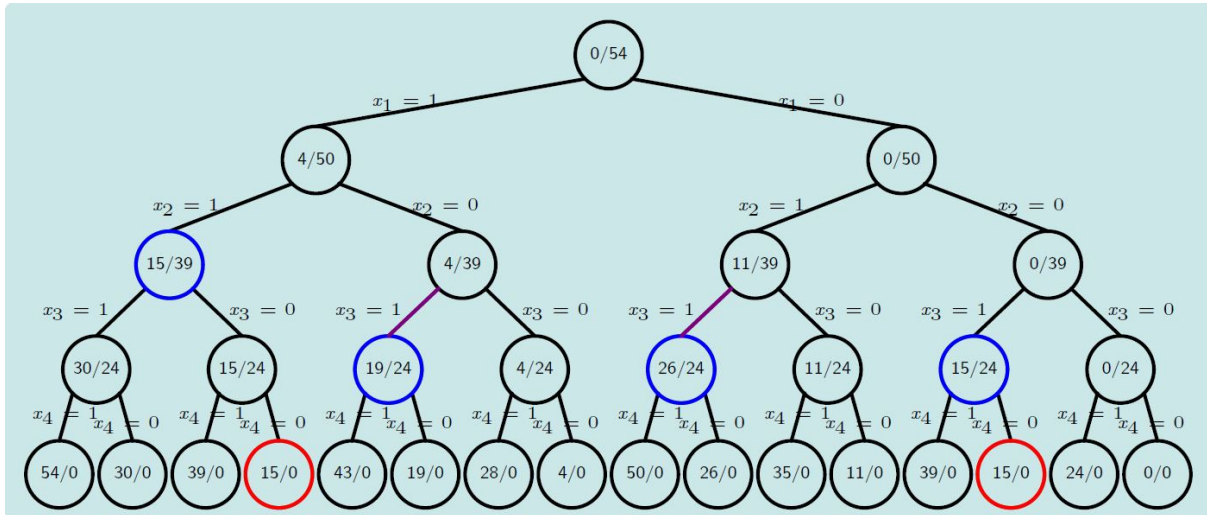 0/54
x1 = 1 x1 = 0
4/50 0/50
x2 = 1 x2 = 0 x2 = 1 x2 = 0
15/39 4/39 11/39 0/39
x3 = 1 x3 = 0 x3 = 1 x3 = 0 x3 = 1 x3 = 0 x3 = 1 x3 = 0
30/24 15/24 19/24 4/24 26/24 11/24 15/24 0/24
x4 = 1 x4 = 0 x4 = 1 x4 = 0 x4 = 1 x4 = 0 x4 = 1 x4 = 0 x4 = 1 x4 = 0 x4 = 1 x4 = 0 x4 = 1 x4 = 0 x4 = 1 x4 = 0
54/0 30/0 39/0 15/0 43/0 19/0 28/0 4/0 50/0 26/0 35/0 11/0 39/0 15/0 24/0 0/0